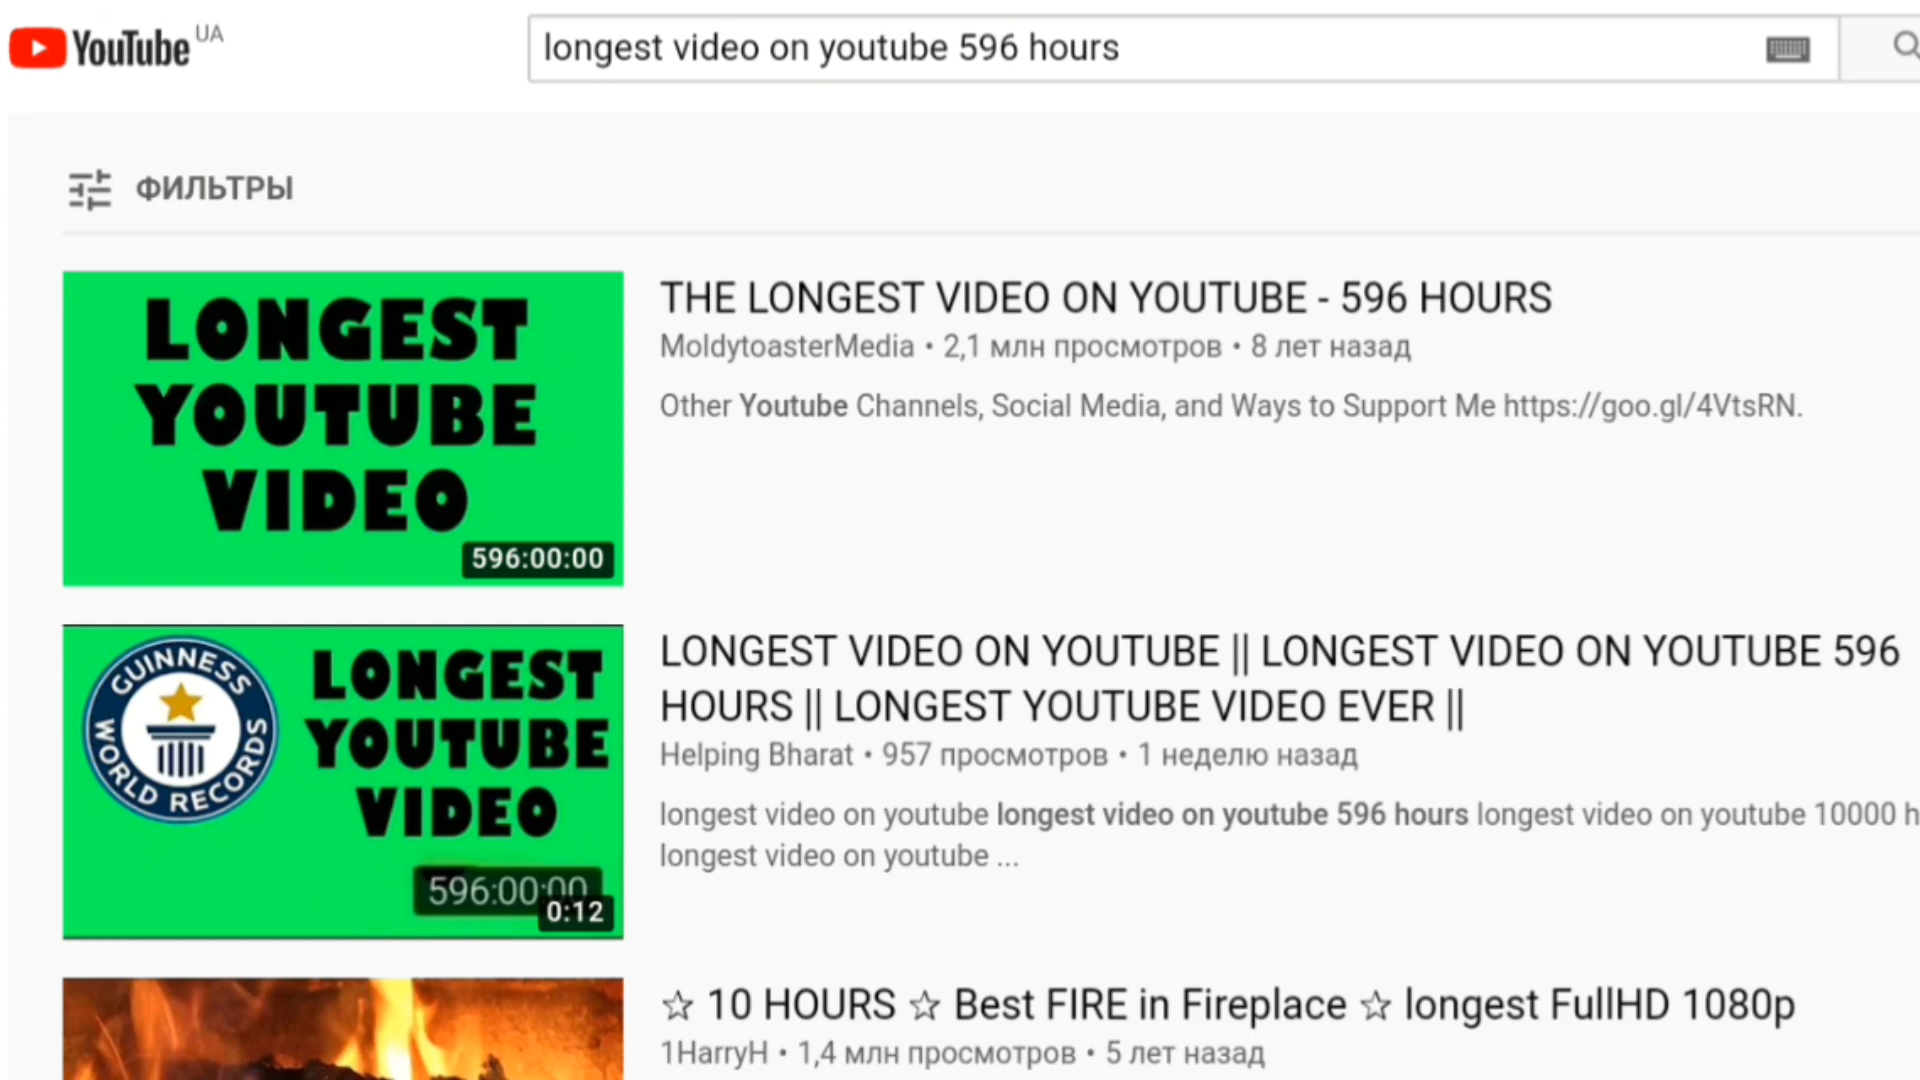 YouTube UA
longest video on youtube 596 hours
ФИЛЬТРЫ
LONGEST
YOUTUBE
VIDEO
596:00:00
THE LONGEST VIDEO ON YOUTUBE - 596 HOURS
MoldytoasterMedia • 2,1 млн просмотров • 8 лет назад
Other Youtube Channels, Social Media, and Ways to Support Me https://goo.gl/4VtsRN.
GUINNESS
WORLD RECORDS
LONGEST
YOUTUBE
VIDEO
596:00:00
0:12
LONGEST VIDEO ON YOUTUBE || LONGEST VIDEO ON YOUTUBE 596
HOURS || LONGEST YOUTUBE VIDEO EVER ||
Helping Bharat • 957 просмотров • 1 неделю назад
longest video on youtube longest video on youtube 596 hours longest video on youtube 10000 h
longest video on youtube ...
☆ 10 HOURS ☆ Best FIRE in Fireplace ☆ longest FullHD 1080p
1HarryH • 1,4 млн просмотров • 5 лет назад